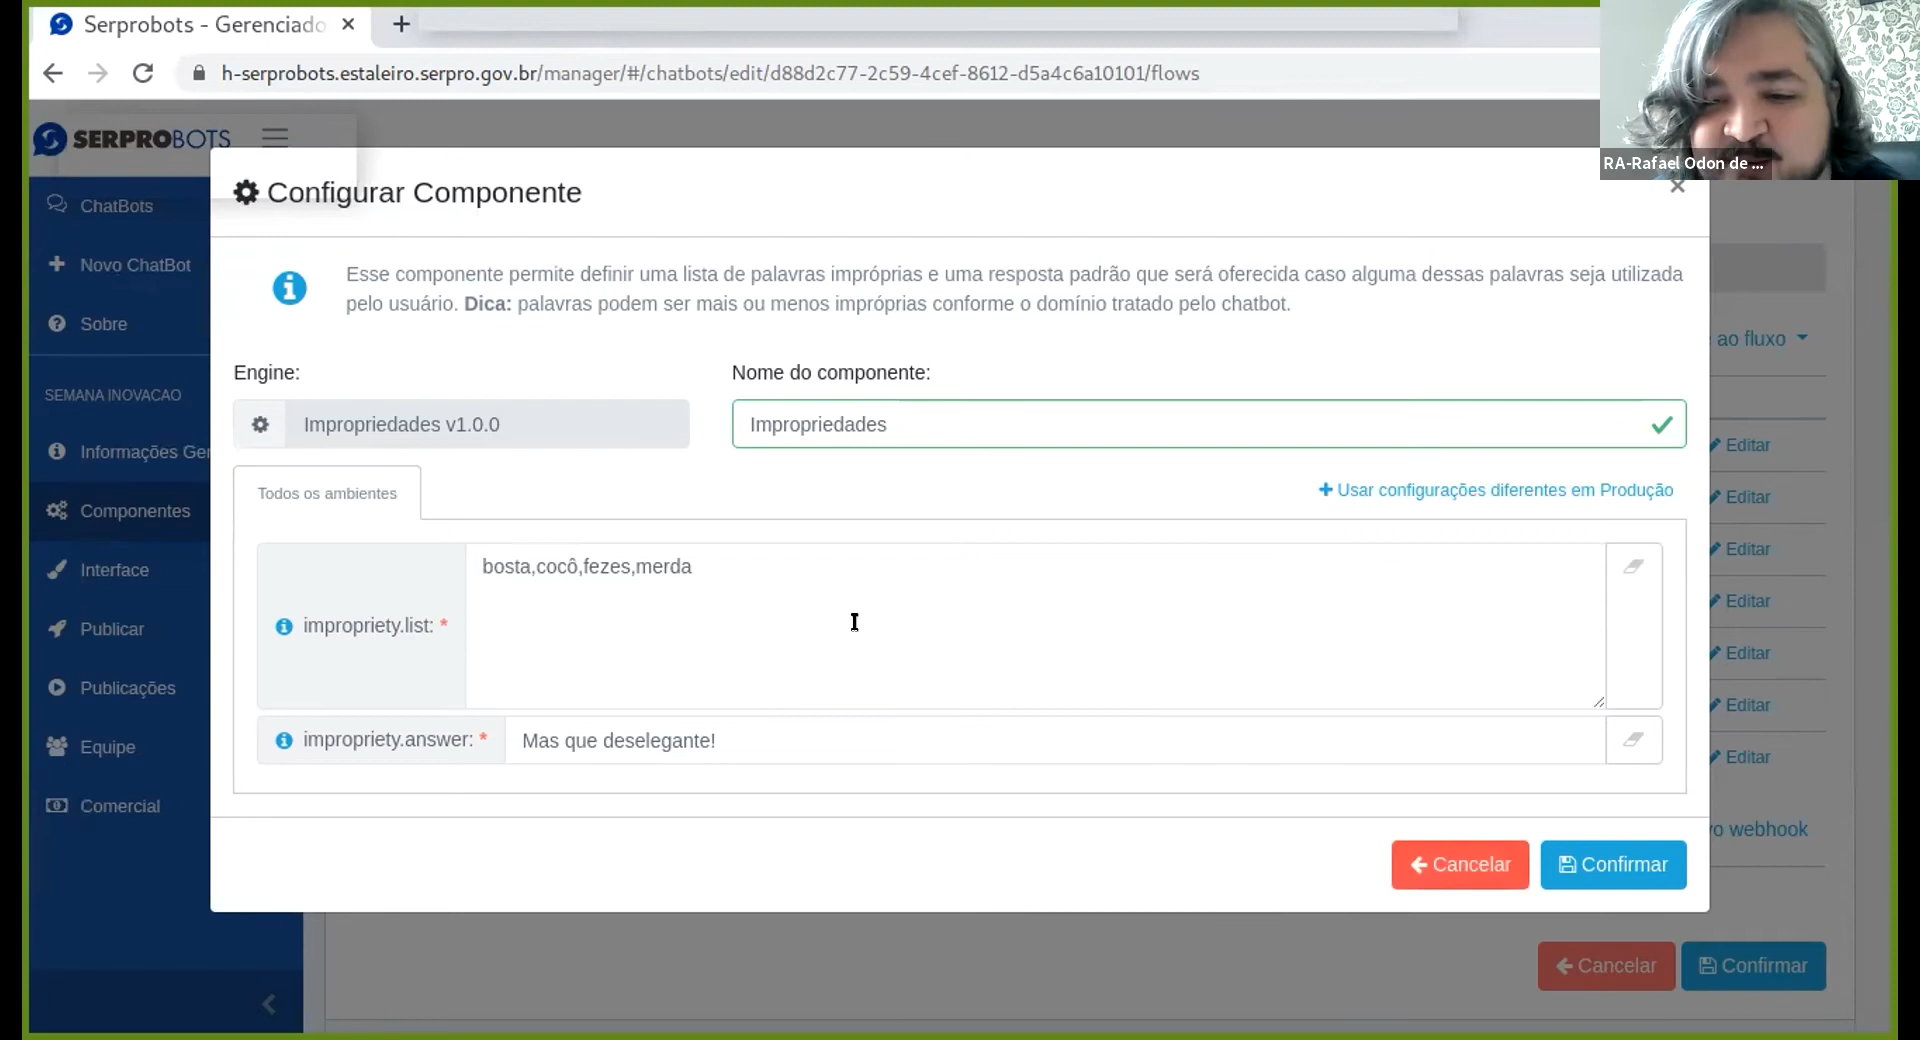 Serprobots - Gerenciado
h-serprobots.estaleiro.serpro.gov.br/manager/#/chatbots/edit/d88d2c77-2c59-4cef-8612-d5a4c6a10101/flows
RA-Rafael Odon de ...
SERPROBOTS
ChatBots
Novo ChatBot
Sobre
SEMANA INOVACAO
Informações Ger
Componentes
Interface
Publicar
Publicações
Equipe
Comercial
Configurar Componente
Esse componente permite definir uma lista de palavras impróprias e uma resposta padrão que será oferecida caso alguma dessas palavras seja utilizada
pelo usuário. Dica: palavras podem ser mais ou menos impróprias conforme o domínio tratado pelo chatbot.
Engine:
Nome do componente:
Impropriedades v1.0.0
Impropriedades
Todos os ambientes
Usar configurações diferentes em Produção
impropriety.list: *
bosta,cocô,fezes,merda
impropriety.answer: *
Mas que deselegante!
Cancelar
Confirmar
ao fluxo
Editar
Editar
Editar
Editar
Editar
Editar
Editar
vo webhook
Cancelar
Confirmar